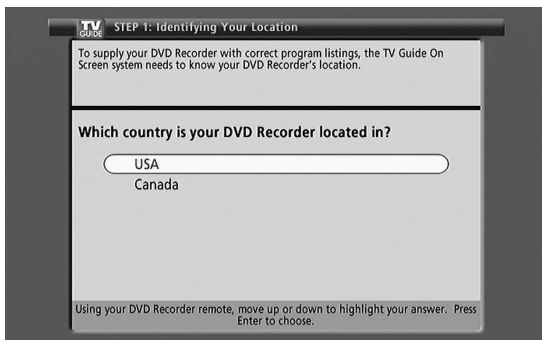 TV
GUIDE
STEP 1: Identifying Your Location
To supply your DVD Recorder with correct program listings, the TV Guide On
Screen system needs to know your DVD Recorder's location.
Which country is your DVD Recorder located in?
USA
Canada
Using your DVD Recorder remote, move up or down to highlight your answer. Press
Enter to choose.